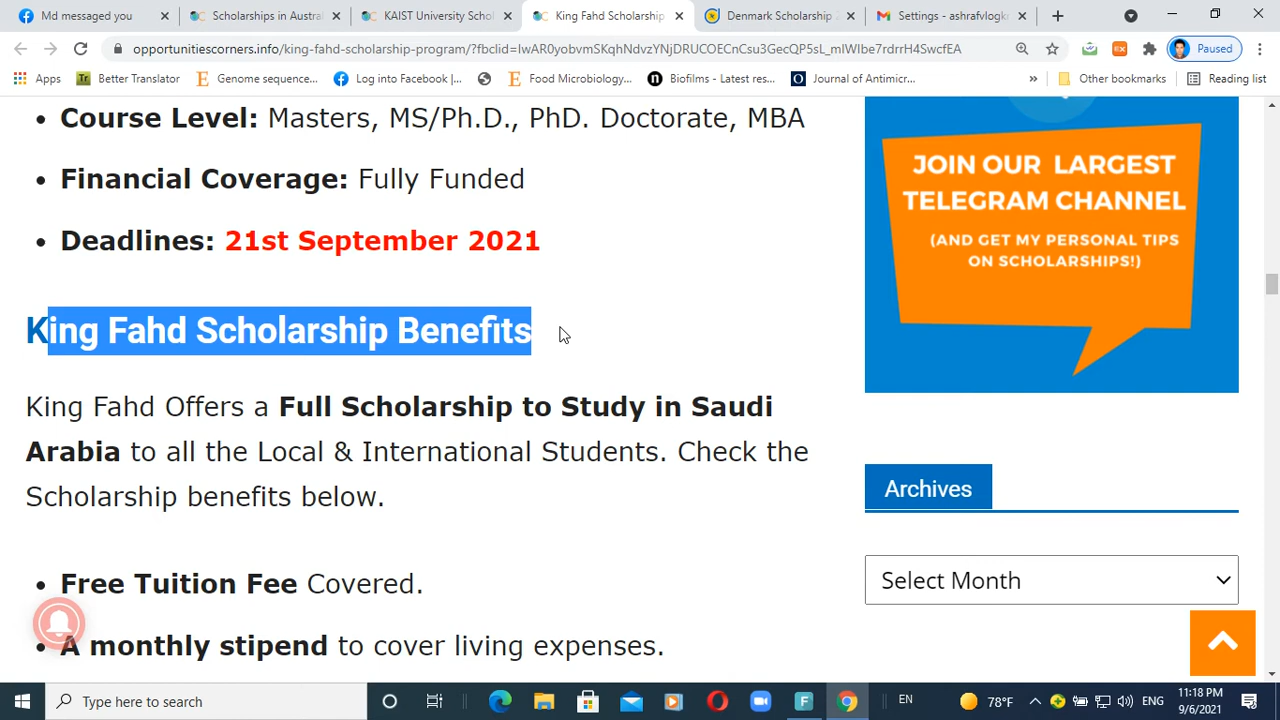 Md messaged you
Scholarships in Austra
KAIST University Scho
King Fahd Scholarship
Denmark Scholarship 2
Settings - ashrafvlogk
opportunitiescorners.info/king-fahd-scholarship-program/?fbclid=IwAR0yobvmSKqhNdvzYNjDRUCOECnCsu3GecQP5sL_mIWIbe7rdrrH4SwcfEA
Paused
Apps
Better Translator
Genome sequence...
Log into Facebook |...
Food Microbiology,...
Biofilms - Latest res...
Journal of Antimicr...
»
Other bookmarks
Reading list
• Course Level: Masters, MS/Ph.D., PhD. Doctorate, MBA
• Financial Coverage: Fully Funded
• Deadlines: 21st September 2021
King Fahd Scholarship Benefits
King Fahd Offers a Full Scholarship to Study in Saudi
Arabia to all the Local & International Students. Check the
Scholarship benefits below.
• Free Tuition Fee Covered.
• A monthly stipend to cover living expenses.
JOIN OUR LARGEST
TELEGRAM CHANNEL
(AND GET MY PERSONAL TIPS
ON SCHOLARSHIPS!)
Archives
Select Month
Type here to search
EN
78°F
ENG
11:18 PM
9/6/2021